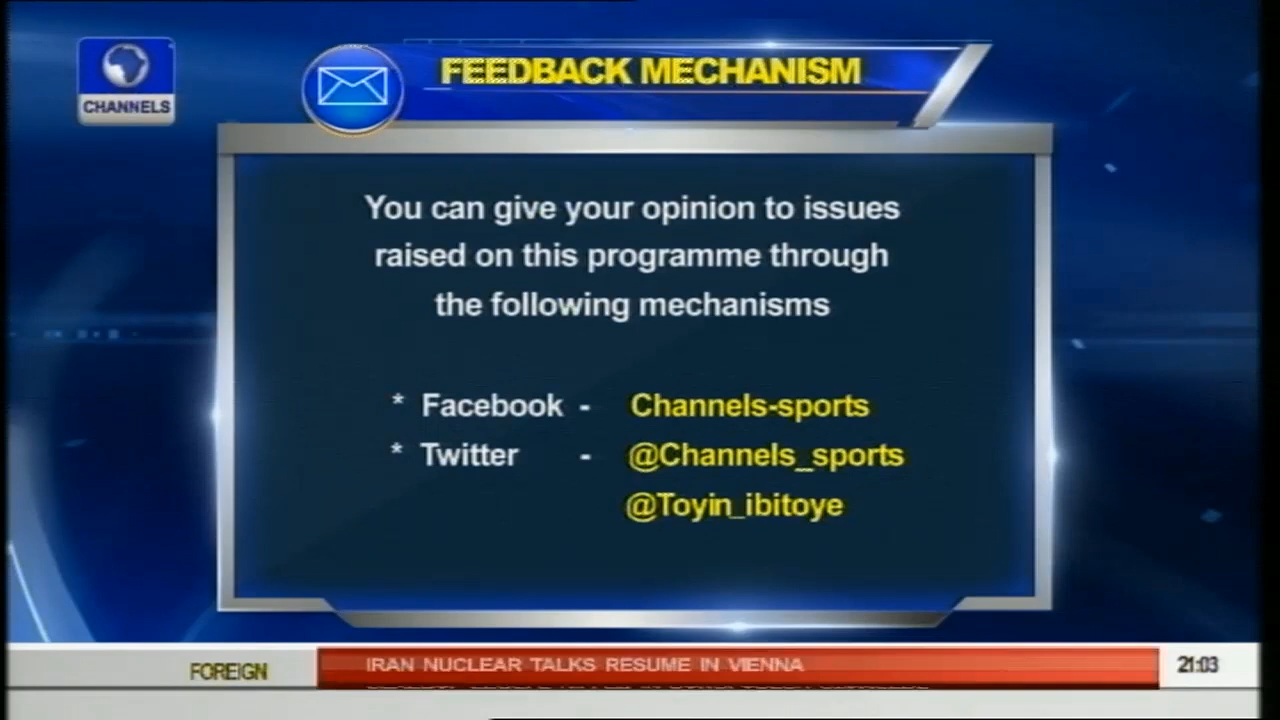 CHANNELS
FEEDBACK MECHANISM
You can give your opinion to issues
raised on this programme through
the following mechanisms
* Facebook - Channels-sports
* Twitter - @Channels_sports
@Toyin_ibitoye
FOREIGN
IRAN NUCLEAR TALKS RESUME IN VIENNA
21:03